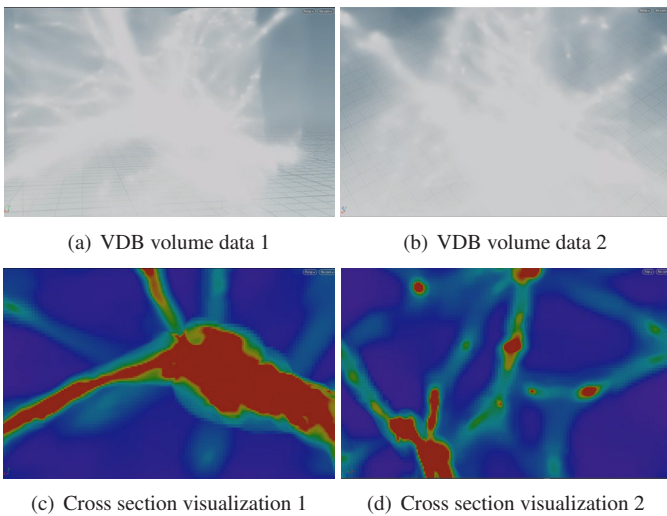 (a) VDB volume data 1
(b) VDB volume data 2
(c) Cross section visualization 1
(d) Cross section visualization 2